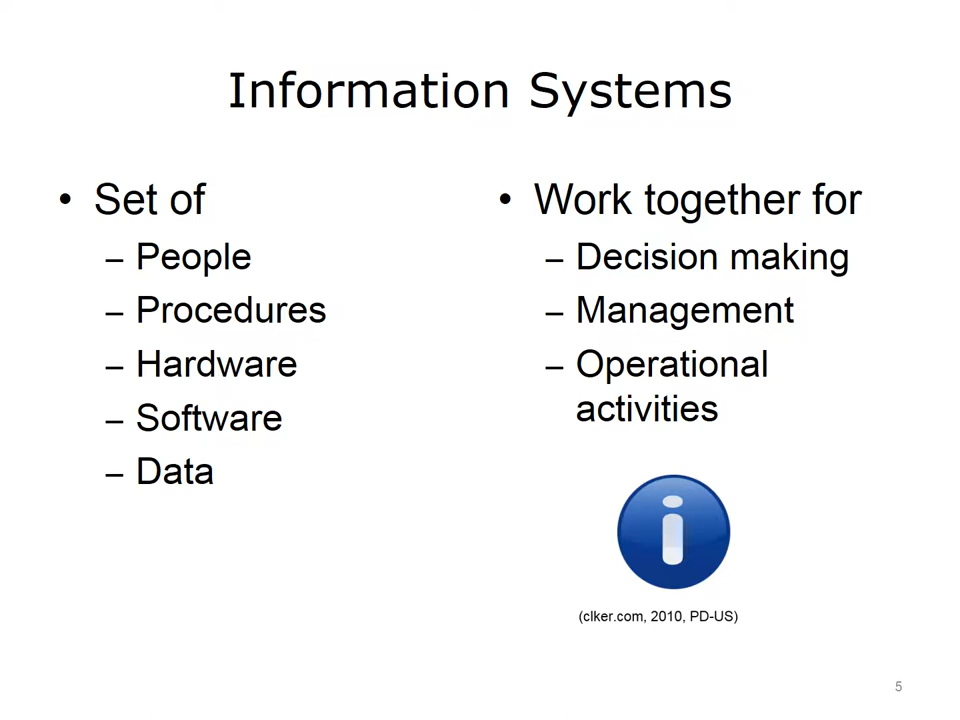 Information Systems
• Set of
– People
– Procedures
– Hardware
– Software
– Data
• Work together for
– Decision making
– Management
– Operational
activities
i
(clker.com, 2010, PD-US)
5